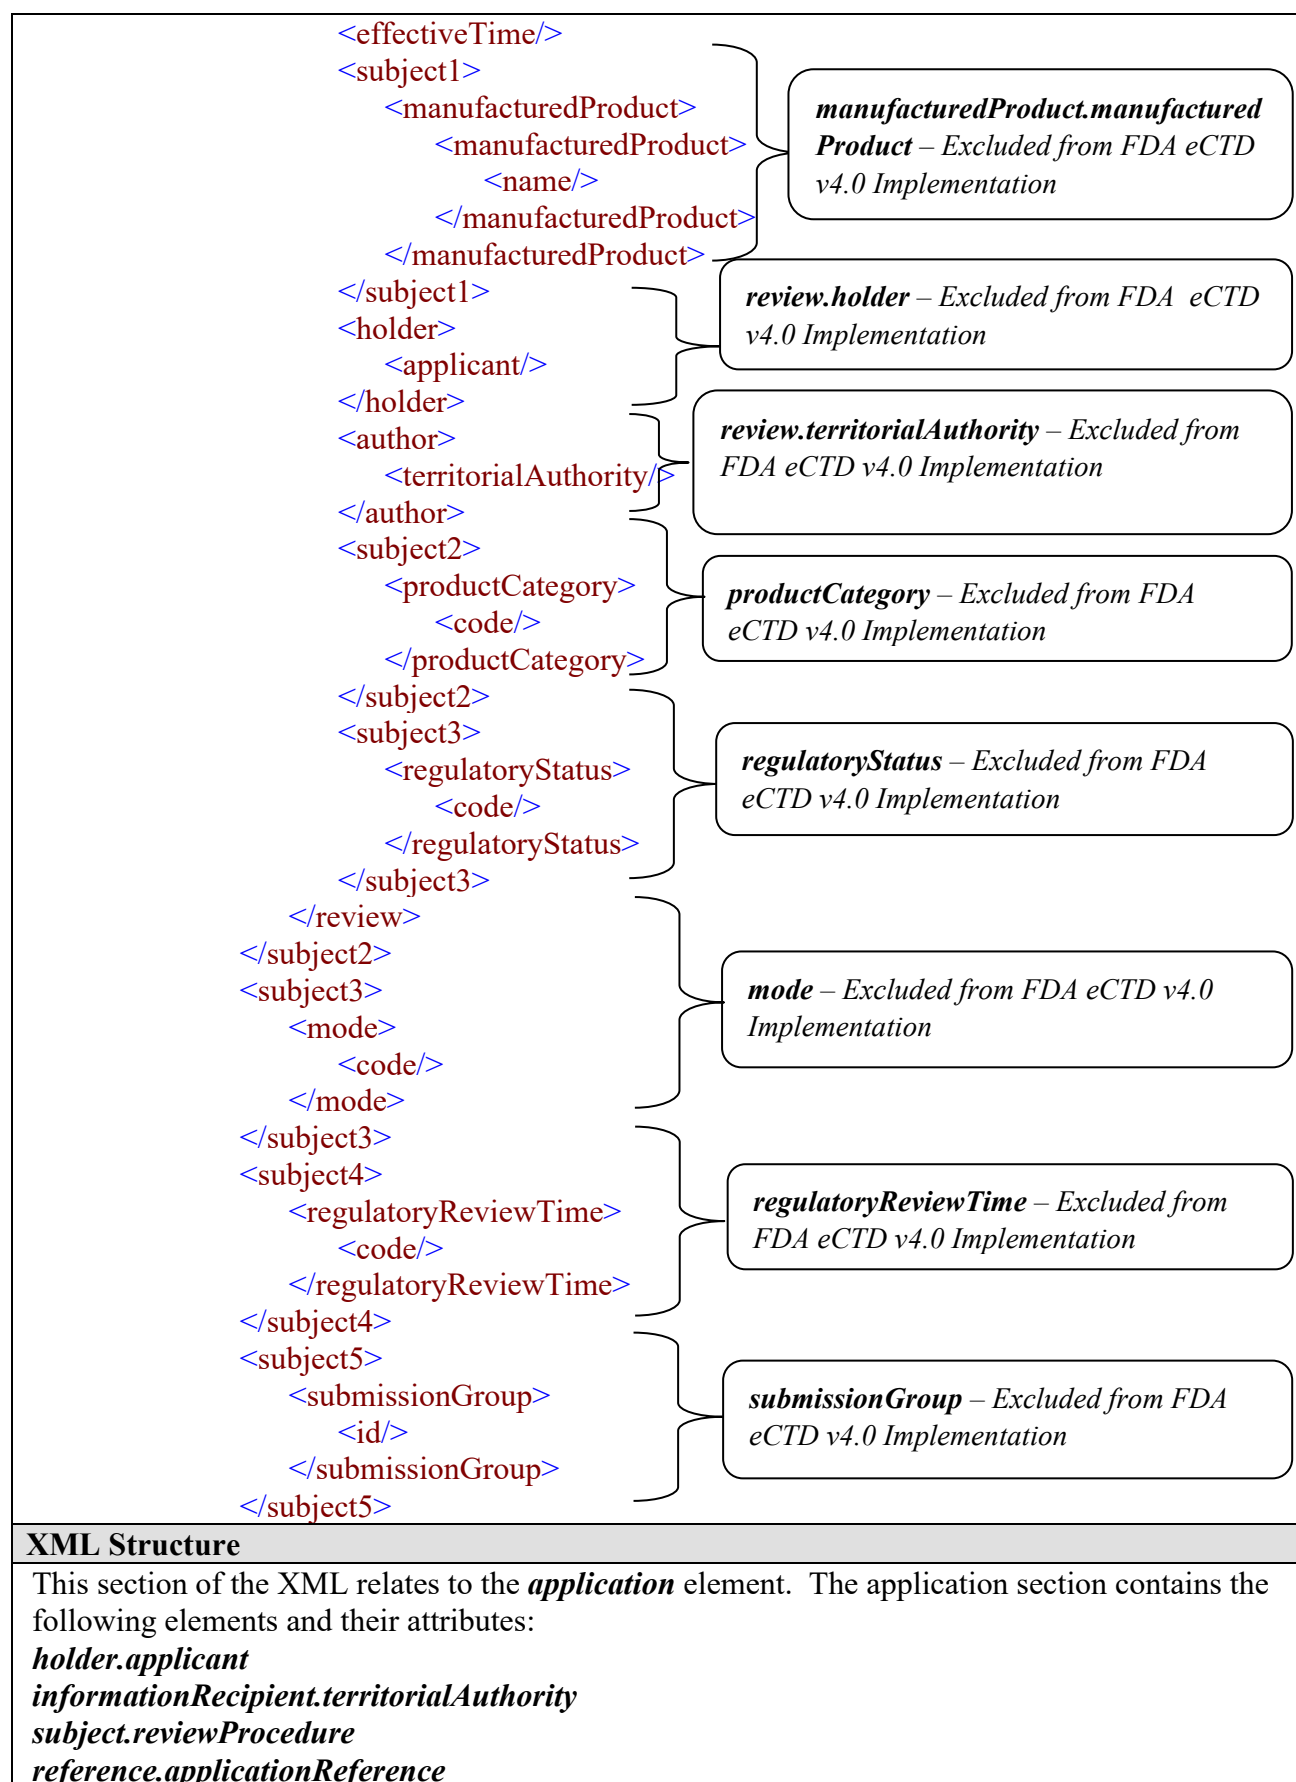 <effectiveTime/>
<subject1>
<manufacturedProduct>
<manufacturedProduct>
<name/>
</manufacturedProduct>
</manufacturedProduct>
</subject1>
<holder>
<applicant/>
</holder>
<author>
<territorialAuthority/>
</author>
<subject2>
<productCategory>
<code/>
</productCategory>
</subject2>
<subject3>
<regulatoryStatus>
<code/>
</regulatoryStatus>
</subject3>
</review>
</subject2>
<subject3>
<mode>
<code/>
</mode>
</subject3>
<subject4>
<regulatoryReviewTime>
<code/>
</regulatoryReviewTime>
</subject4>
<subject5>
<submissionGroup>
<id/>
</submissionGroup>
</subject5>
manufacturedProduct.manufactured
Product – Excluded from FDA eCTD
v4.0 Implementation
review.holder – Excluded from FDA eCTD
v4.0 Implementation
review.territorialAuthority – Excluded from
FDA eCTD v4.0 Implementation
productCategory – Excluded from FDA
eCTD v4.0 Implementation
regulatoryStatus – Excluded from FDA
eCTD v4.0 Implementation
mode – Excluded from FDA eCTD v4.0
Implementation
regulatoryReviewTime – Excluded from
FDA eCTD v4.0 Implementation
submissionGroup – Excluded from FDA
eCTD v4.0 Implementation
XML Structure
This section of the XML relates to the application element. The application section contains the
following elements and their attributes:
holder.applicant
informationRecipient.territorialAuthority
subject.reviewProcedure
reference.applicationReference